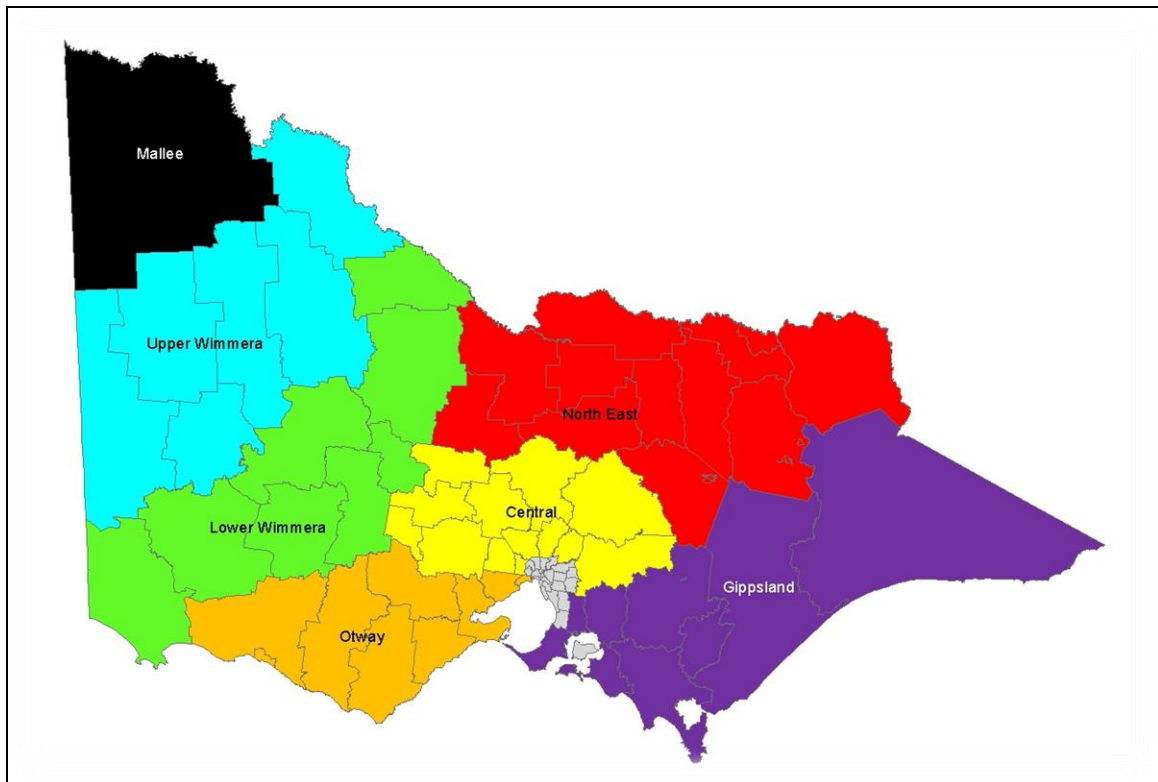 Mallee
Upper Wimmera
North East
Central
Lower Wimmera
Gippsland
Otway